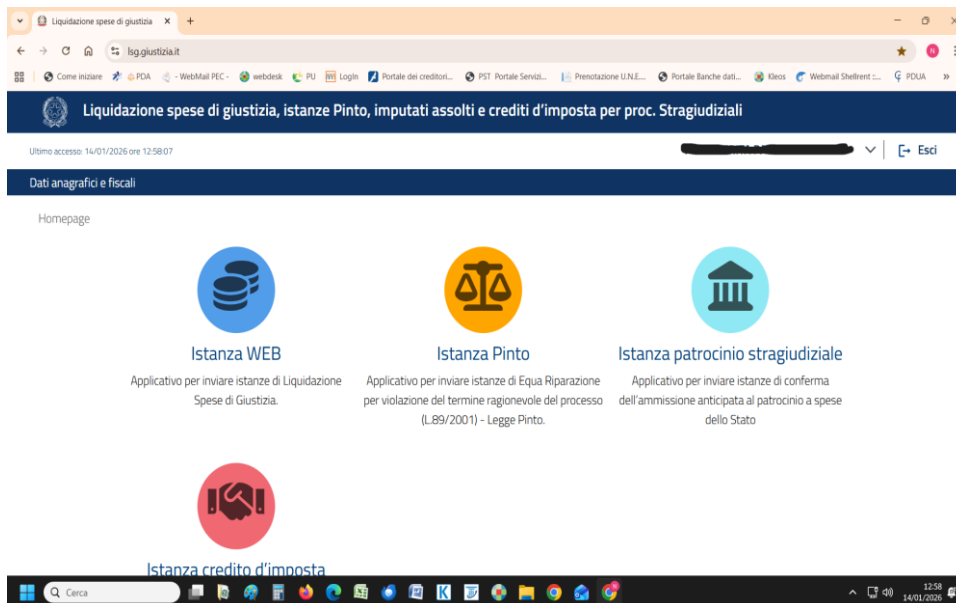 Liquidazione spese di giustizia
lsg.giustizia.it
Come iniziare PDA - WebMail PEC - webdesk PU Login Portale dei creditori... PST Portale Servizi... Prenotazione U.N.E.... Portale Banche dati... Kleos Webmail Shellrent ::... PDUA »
Liquidazione spese di giustizia, istanze Pinto, imputati assolti e crediti d'imposta per proc. Stragiudiziali
Ultimo accesso: 14/01/2026 ore 12:58:07
Esci
Dati anagrafici e fiscali
Homepage
Istanza WEB
Applicativo per inviare istanze di Liquidazione
Spese di Giustizia.
Istanza Pinto
Applicativo per inviare istanze di Equa Riparazione
per violazione del termine ragionevole del processo
(L.89/2001) - Legge Pinto.
Istanza patrocinio stragiudiziale
Applicativo per inviare istanze di conferma
dell'ammissione anticipata al patrocinio a spese
dello Stato
Istanza credito d'imposta
Cerca
12:58
14/01/2026